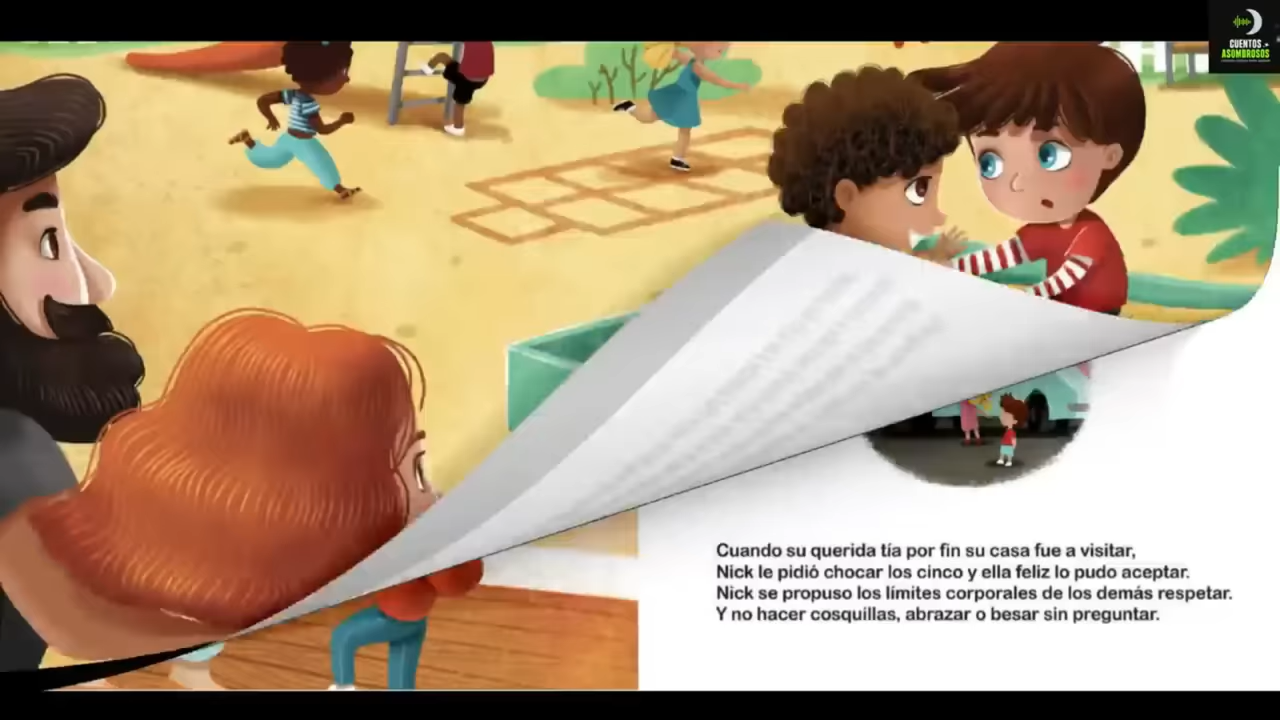 CUENTOS
ASOMBROSOS
Cuando su querida tía por fin su casa fue a visitar,
Nick le pidió chocar los cinco y ella feliz lo pudo aceptar.
Nick se propuso los límites corporales de los demás respetar.
Y no hacer cosquillas, abrazar o besar sin preguntar.